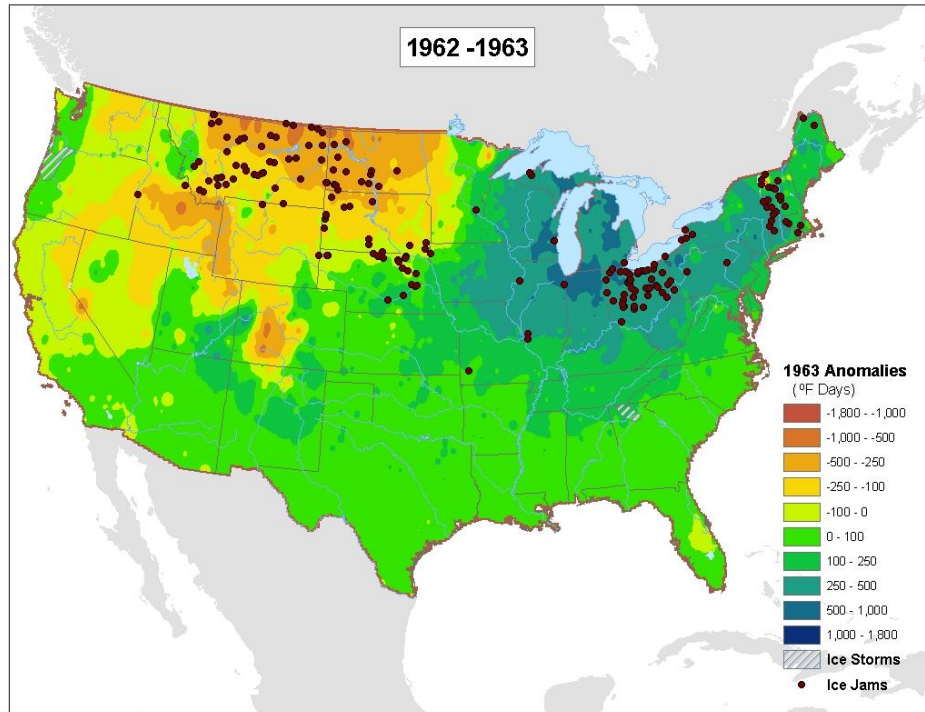 1962 -1963
1963 Anomalies
(ºF Days)
-1,800 - -1,000
-1,000 - -500
-500 - -250
-250 - -100
-100 - 0
0 - 100
100 - 250
250 - 500
500 - 1,000
1,000 - 1,800
Ice Storms
Ice Jams